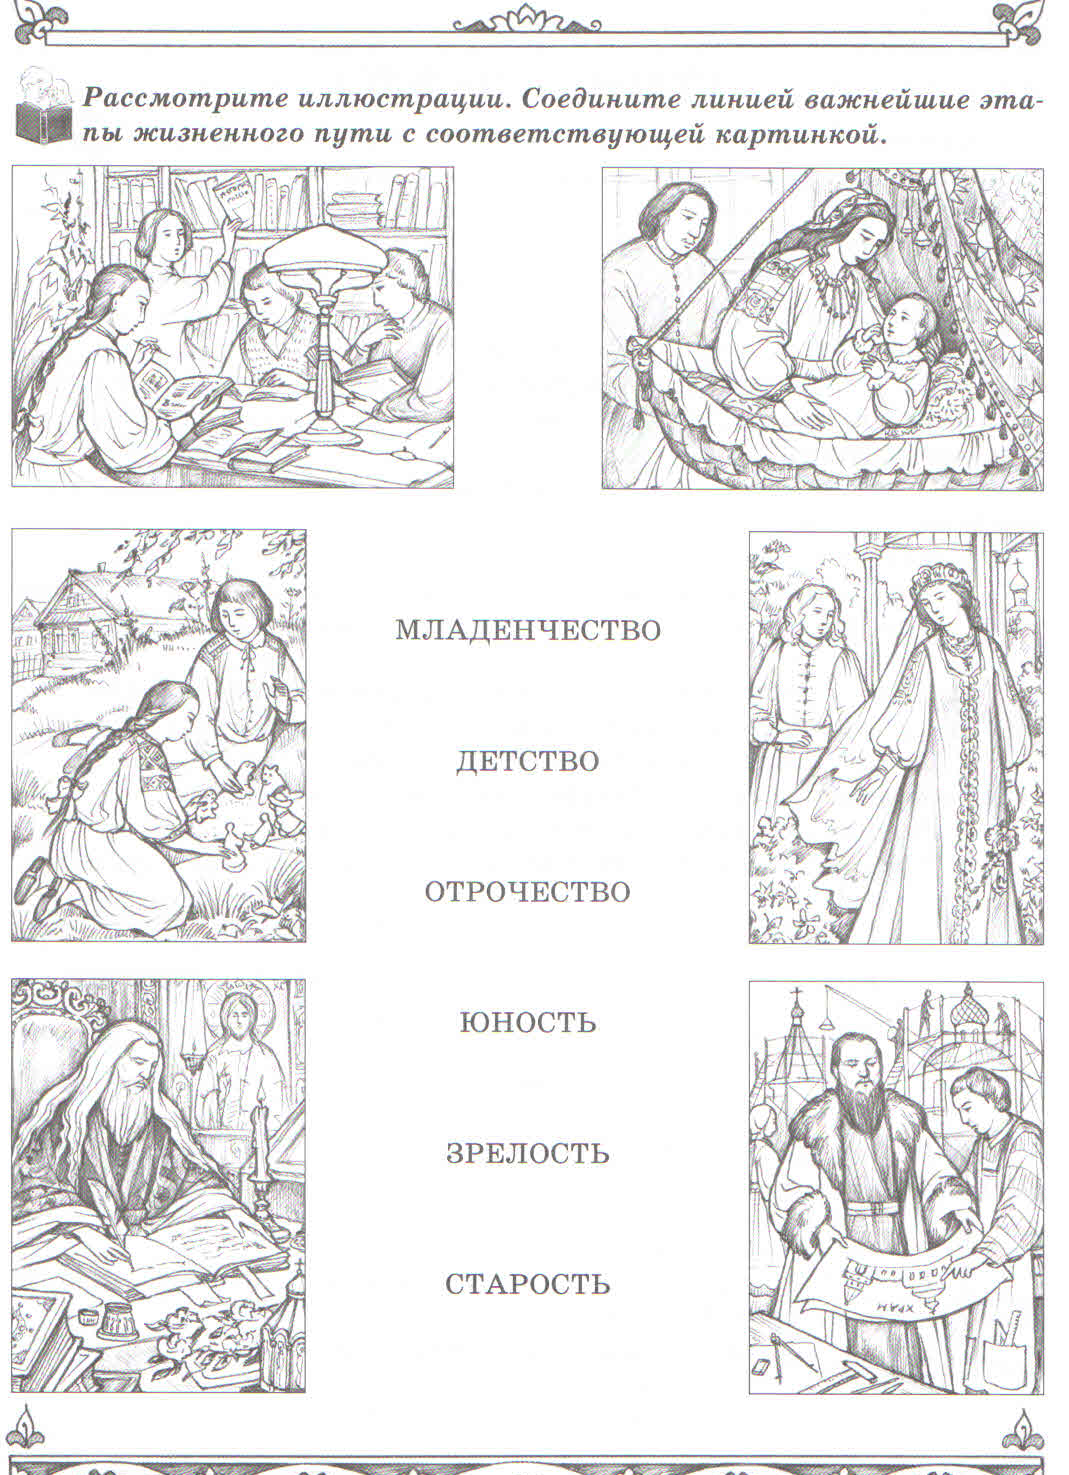 Рассмотрите иллюстрации. Соедините линией важнейшие эта-
пы жизненного пути с соответствующей картинкой.
МЛАДЕНЧЕСТВО
ДЕТСТВО
ОТРОЧЕСТВО
ЮНОСТЬ
ЗРЕЛОСТЬ
СТАРОСТЬ
ХРАМ